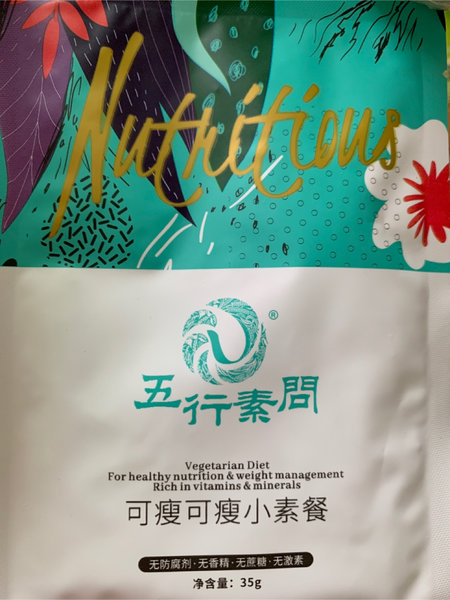 Nutritious
®
五行素問
Vegetarian Diet
For healthy nutrition & weight management
Rich in vitamins & minerals
可瘦可瘦小素餐
无防腐剂·无香精·无蔗糖·无激素
净含量：35g